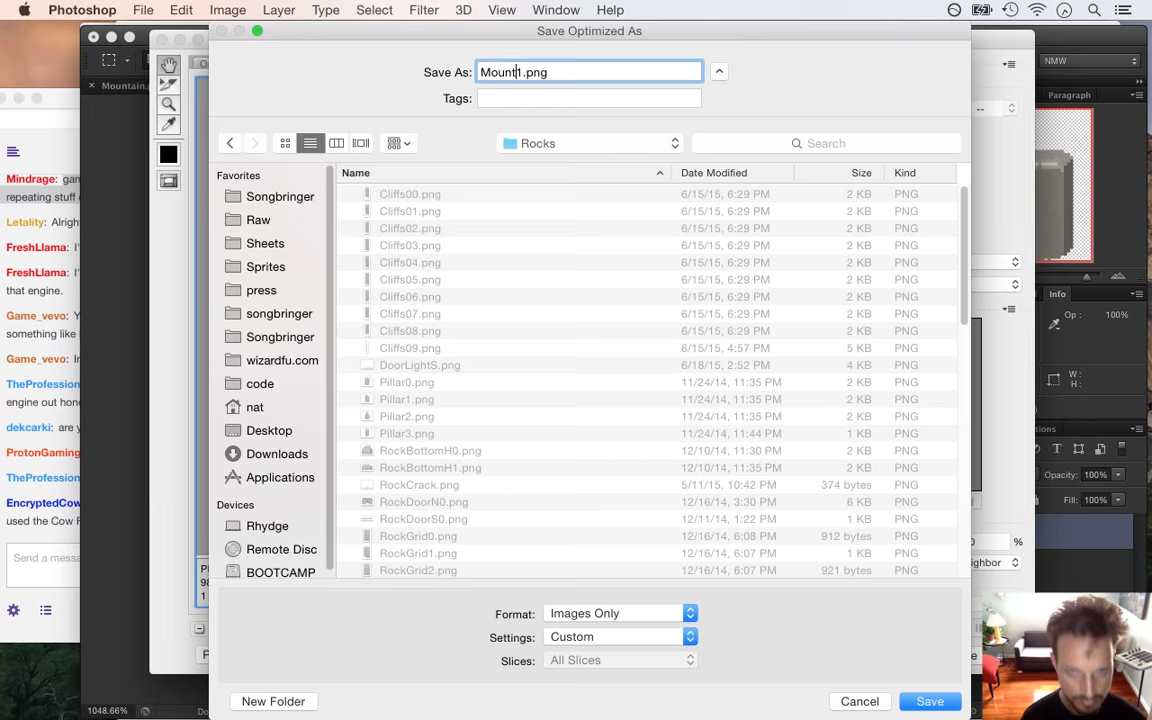 Photoshop File Edit Image Layer Type Select Filter 3D View Window Help
Save Optimized As
Save As: Mount1.png
Tags:
Rocks
Search
Name Date Modified Size Kind
Favorites
Songbringer
Raw
Sheets
Sprites
press
songbringer
Songbringer
wizardfu.com
code
nat
Desktop
Downloads
Applications
Devices
Rhydge
Remote Disc
BOOTCAMP
Cliffs00.png 6/15/15, 6:29 PM 2 KB PNG
Cliffs01.png 6/15/15, 6:29 PM 2 KB PNG
Cliffs02.png 6/15/15, 6:29 PM 2 KB PNG
Cliffs03.png 6/15/15, 6:29 PM 2 KB PNG
Cliffs04.png 6/15/15, 6:29 PM 2 KB PNG
Cliffs05.png 6/15/15, 6:29 PM 2 KB PNG
Cliffs06.png 6/15/15, 6:29 PM 2 KB PNG
Cliffs07.png 6/15/15, 6:29 PM 2 KB PNG
Cliffs08.png 6/15/15, 6:29 PM 2 KB PNG
Cliffs09.png 6/15/15, 4:57 PM 5 KB PNG
DoorLightS.png 6/18/15, 2:52 PM 4 KB PNG
Pillar0.png 11/24/14, 11:35 PM 2 KB PNG
Pillar1.png 11/24/14, 11:35 PM 2 KB PNG
Pillar2.png 11/24/14, 11:35 PM 2 KB PNG
Pillar3.png 11/24/14, 11:44 PM 1 KB PNG
RockBottomH0.png 12/10/14, 11:30 PM 2 KB PNG
RockBottomH1.png 12/10/14, 11:35 PM 2 KB PNG
RockCrack.png 5/11/15, 10:42 PM 374 bytes PNG
RockDoorN0.png 12/16/14, 3:30 PM 6 KB PNG
RockDoorS0.png 12/11/14, 1:22 PM 1 KB PNG
RockGrid0.png 12/16/14, 6:08 PM 912 bytes PNG
RockGrid1.png 12/16/14, 6:07 PM 1 KB PNG
RockGrid2.png 12/16/14, 6:07 PM 921 bytes PNG
Format: Images Only
Settings: Custom
Slices: All Slices
New Folder Cancel Save
Mountain.p
Mindrage: gam
repeating stuff
Letality: Alrigh
FreshLlama: I'
FreshLlama: I'
that engine.
Game_vevo: Y
something like
Game_vevo: In
TheProfession
engine out hone
dekcarki: are y
ProtonGaming
TheProfession
EncryptedCow
used the Cow F
Send a messa
1048.66%
NMW
Paragraph
Info
Op : 100%
W :
H :
Opacity: 100%
Fill: 100%
%